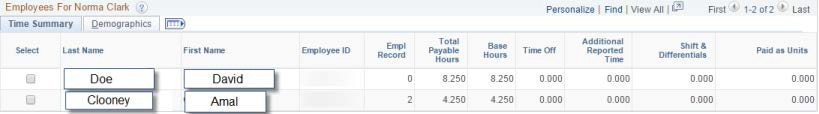 Employees For Norma Clark ?
Personalize | Find | View All | First 1-2 of 2 Last
Time Summary Demographics
Select Last Name First Name Employee ID Empl Record Total Payable Hours Base Hours Time Off Additional Reported Time Shift & Differentials Paid as Units
Doe David 0 8.250 8.250 0.000 0.000 0.000 0.000
Clooney Amal 2 4.250 4.250 0.000 0.000 0.000 0.000